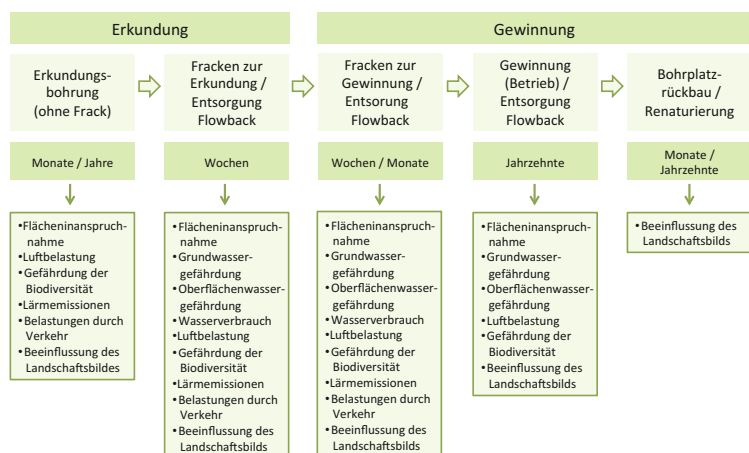 Erkundung
Gewinnung
Erkundungs-
bohrung
(ohne Frack)
Fracken zur
Erkundung /
Entsorgung
Flowback
Fracken zur
Gewinnung /
Entsorung
Flowback
Gewinnung
(Betrieb) /
Entsorgung
Flowback
Bohrplatz-
rückbau /
Renaturierung
Monate / Jahre
Wochen
Wochen / Monate
Jahrzehnte
Monate /
Jahrzehnte
•Flächeninanspruch-
nahme
•Luftbelastung
•Gefährdung der
Biodiversität
•Lärmemissionen
•Belastungen durch
Verkehr
•Beeinflussung des
Landschaftsbildes
•Flächeninanspruch-
nahme
•Grundwasser-
gefährdung
•Oberflächenwasser-
gefährdung
•Wasserverbrauch
•Luftbelastung
•Gefährdung der
Biodiversität
•Lärmemissionen
•Belastungen durch
Verkehr
•Beeinflussung des
Landschaftsbilds
•Flächeninanspruch-
nahme
•Grundwasser-
gefährdung
•Oberflächenwasser-
gefährdung
•Wasserverbrauch
•Luftbelastung
•Gefährdung der
Biodiversität
•Lärmemissionen
•Belastungen durch
Verkehr
•Beeinflussung des
Landschaftsbilds
•Flächeninanspruch-
nahme
•Grundwasser-
gefährdung
•Oberflächenwasser-
gefährdung
•Luftbelastung
•Gefährdung der
Biodiversität
•Beeinflussung des
Landschaftsbilds
•Beeinflussung des
Landschaftsbilds